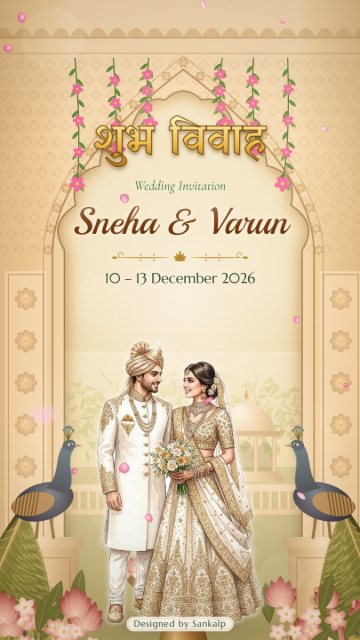 शुभ विवाह
Wedding Invitation
Sneha & Varun
10 – 13 December 2026
Designed by Sankalp